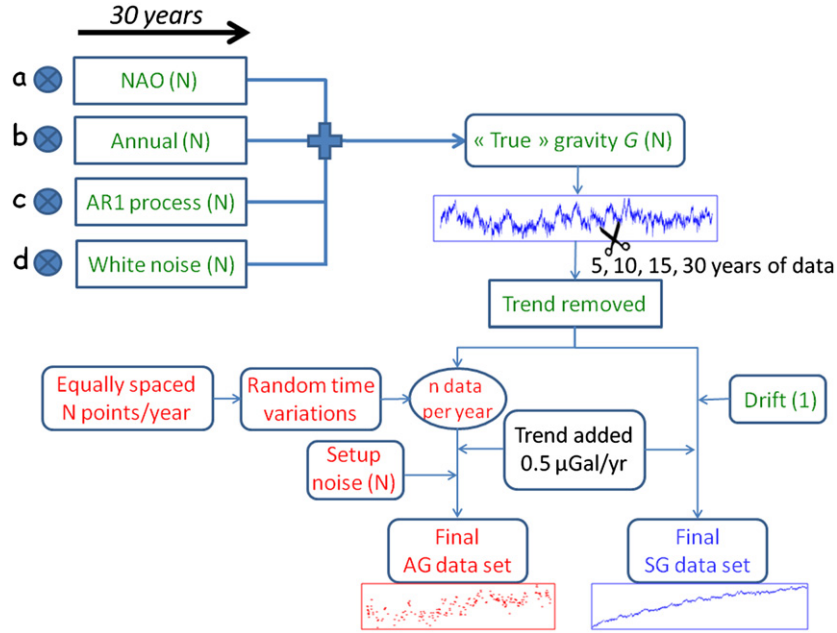 30 years
a
NAO (N)
b
Annual (N)
« True » gravity G (N)
c
AR1 process (N)
d
White noise (N)
5, 10, 15, 30 years of data
Trend removed
Equally spaced
N points/year
Random time
variations
n data
per year
Drift (1)
Trend added
0.5 µGal/yr
Setup
noise (N)
Final
AG data set
Final
SG data set